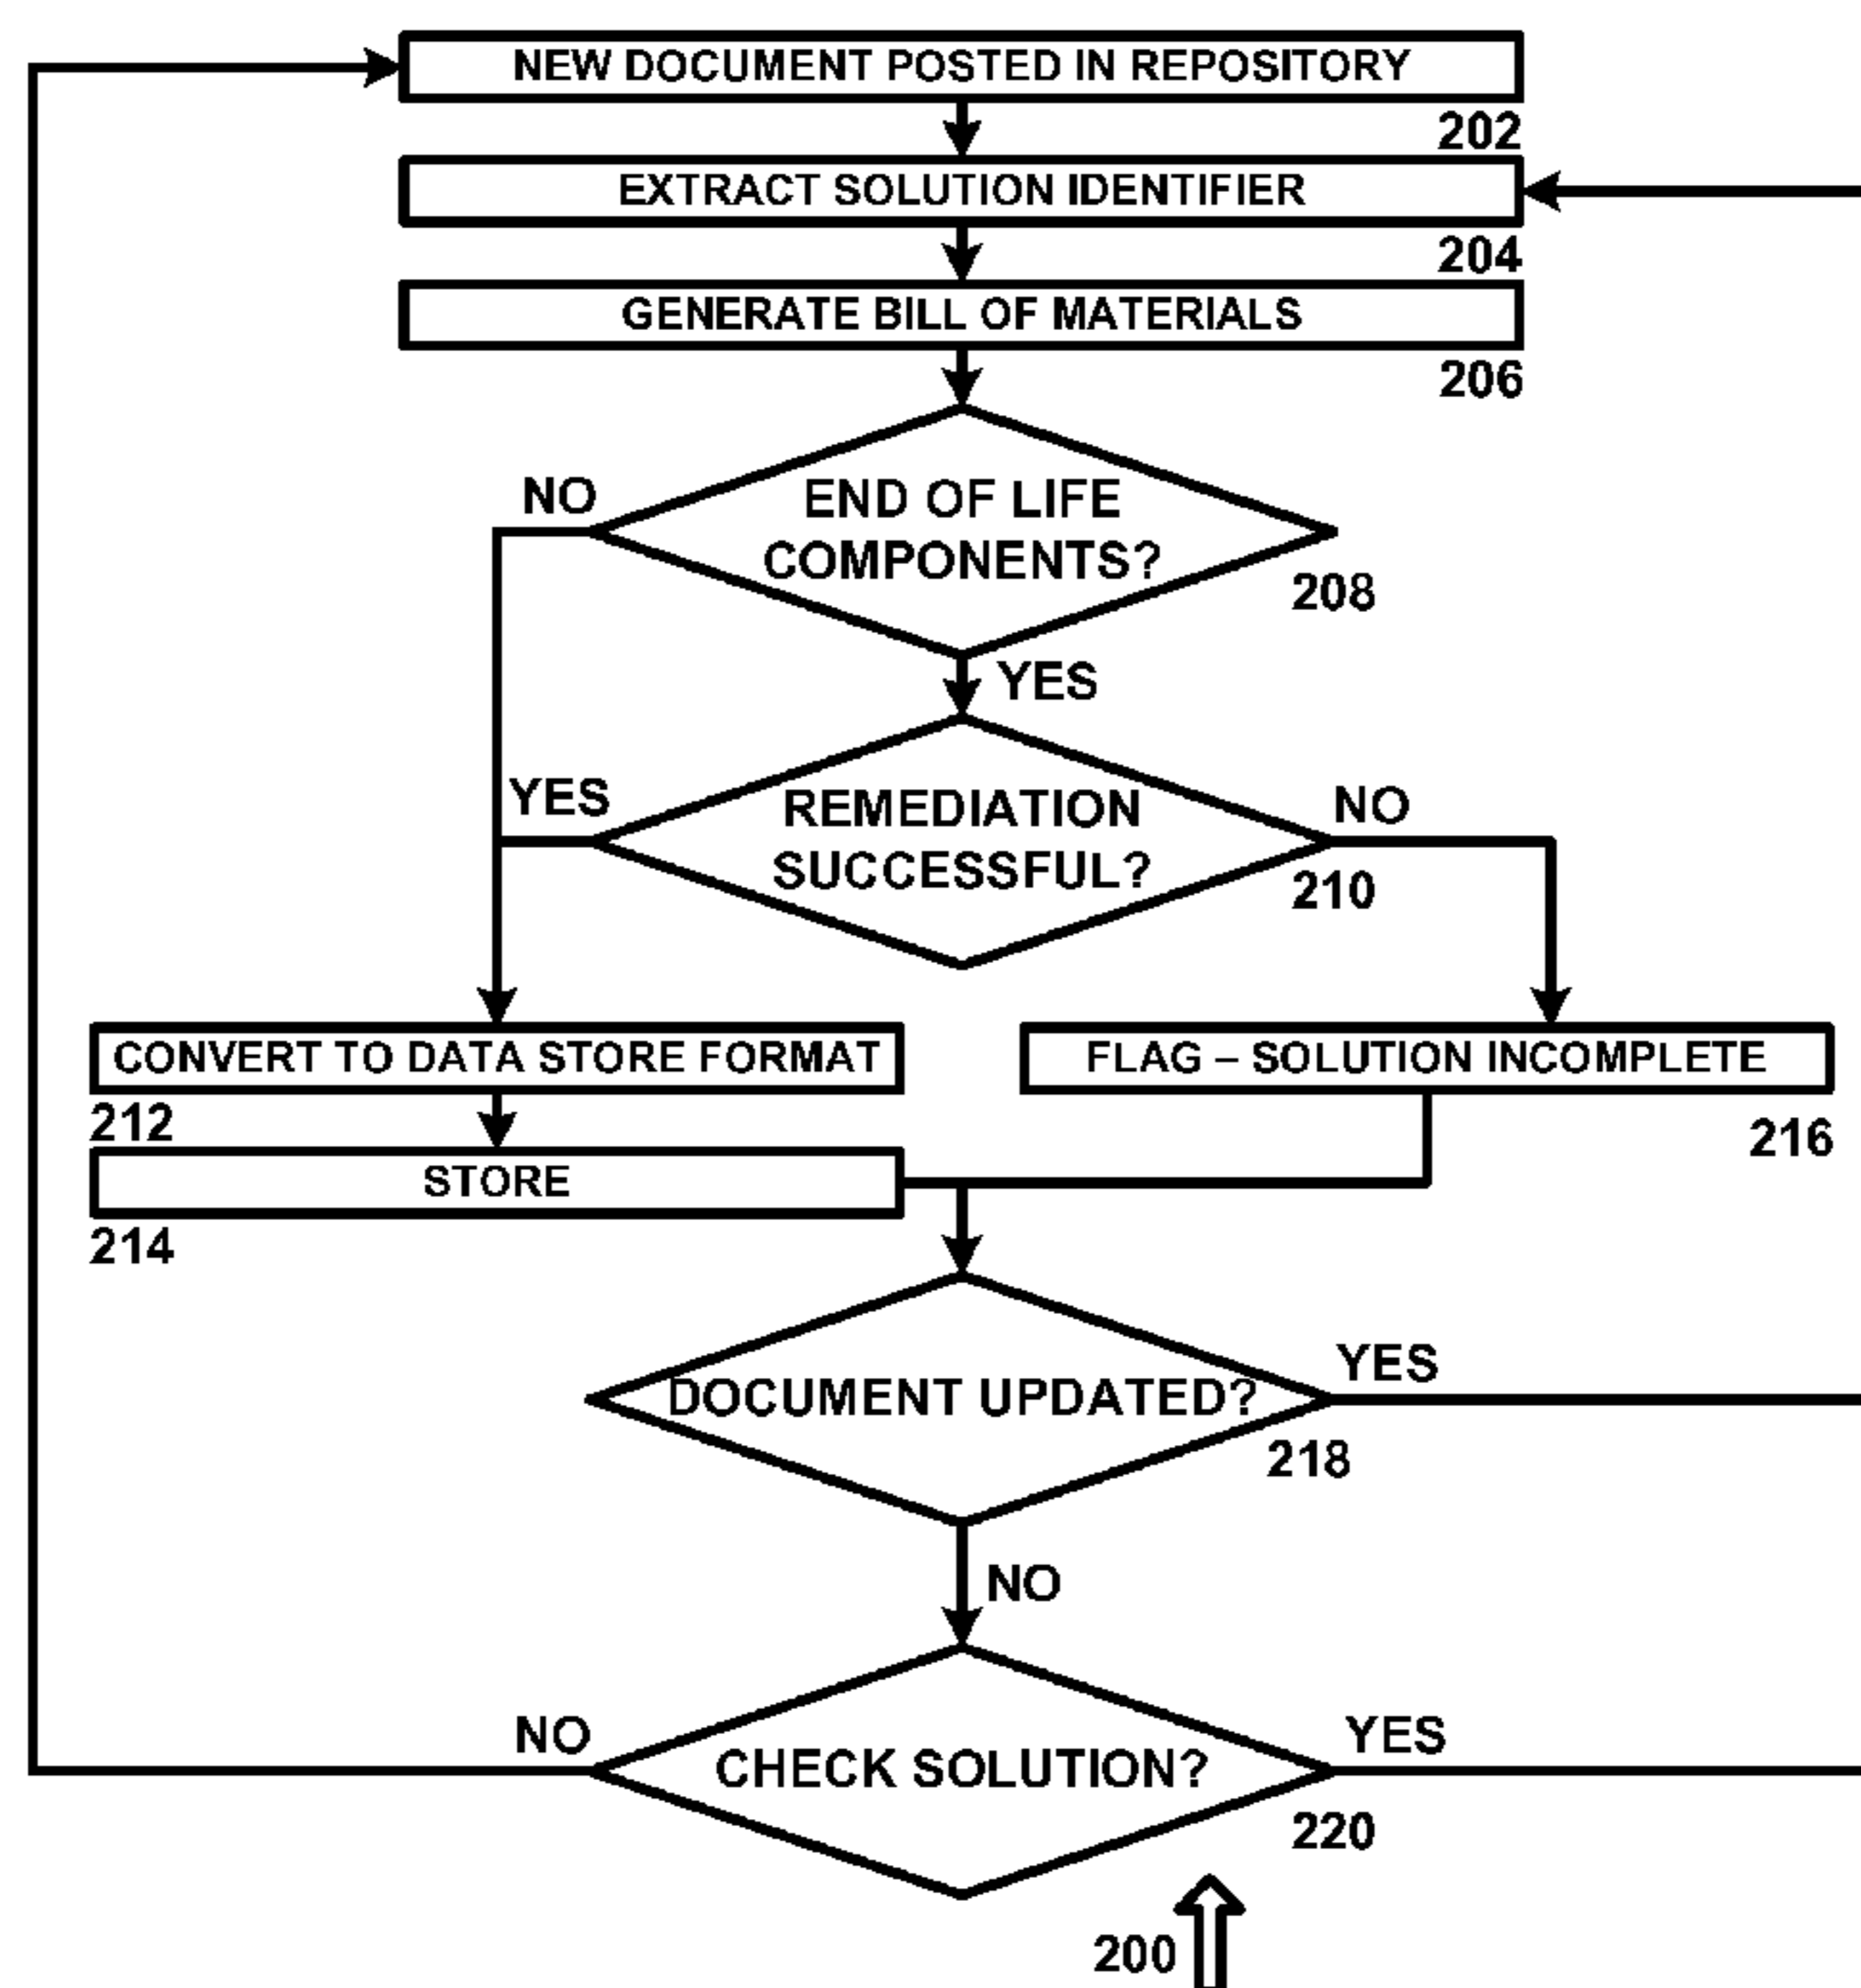 NEW DOCUMENT POSTED IN REPOSITORY
202
EXTRACT SOLUTION IDENTIFIER
204
GENERATE BILL OF MATERIALS
206
NO
END OF LIFE
COMPONENTS?
208
YES
YES
REMEDIATION
SUCCESSFUL?
NO
210
CONVERT TO DATA STORE FORMAT
212
FLAG – SOLUTION INCOMPLETE
216
STORE
214
DOCUMENT UPDATED?
YES
218
NO
NO
CHECK SOLUTION?
YES
220
200